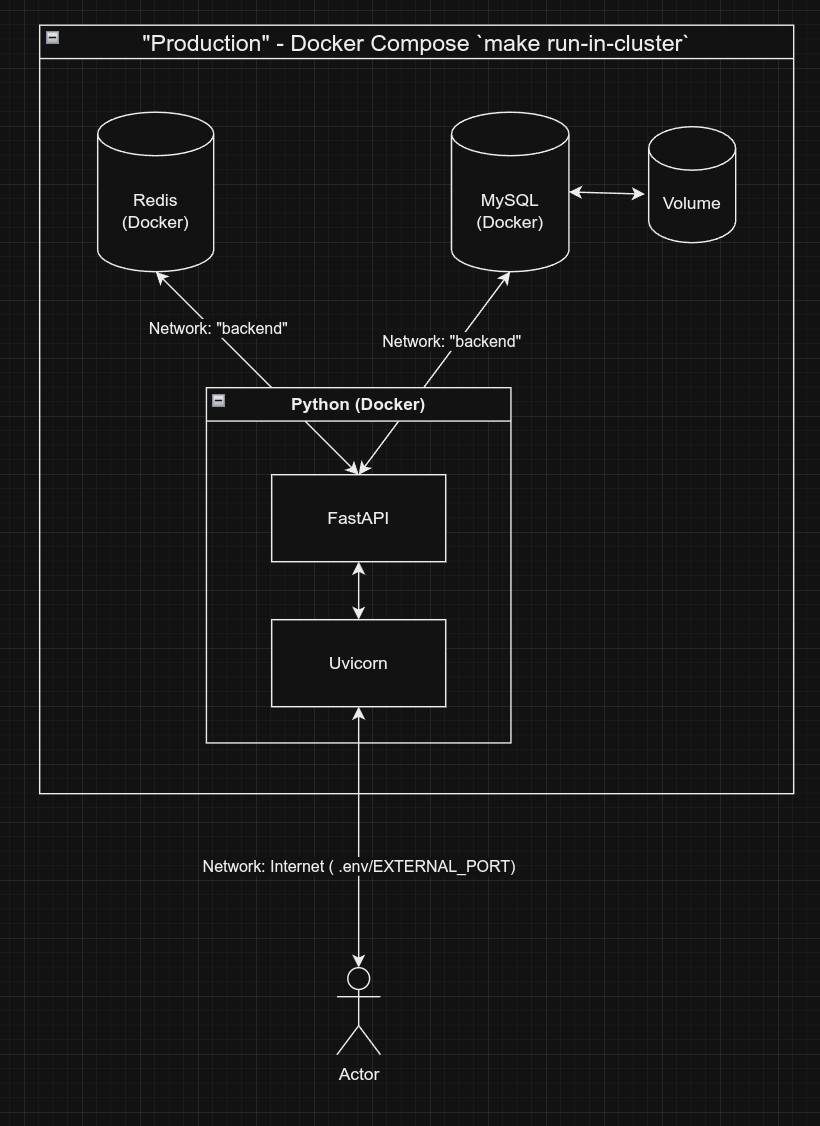 "Production" - Docker Compose `make run-in-cluster`
Redis
(Docker)
MySQL
(Docker)
Volume
Network: "backend"
Network: "backend"
Python (Docker)
FastAPI
Uvicorn
Network: Internet ( .env/EXTERNAL_PORT)
Actor